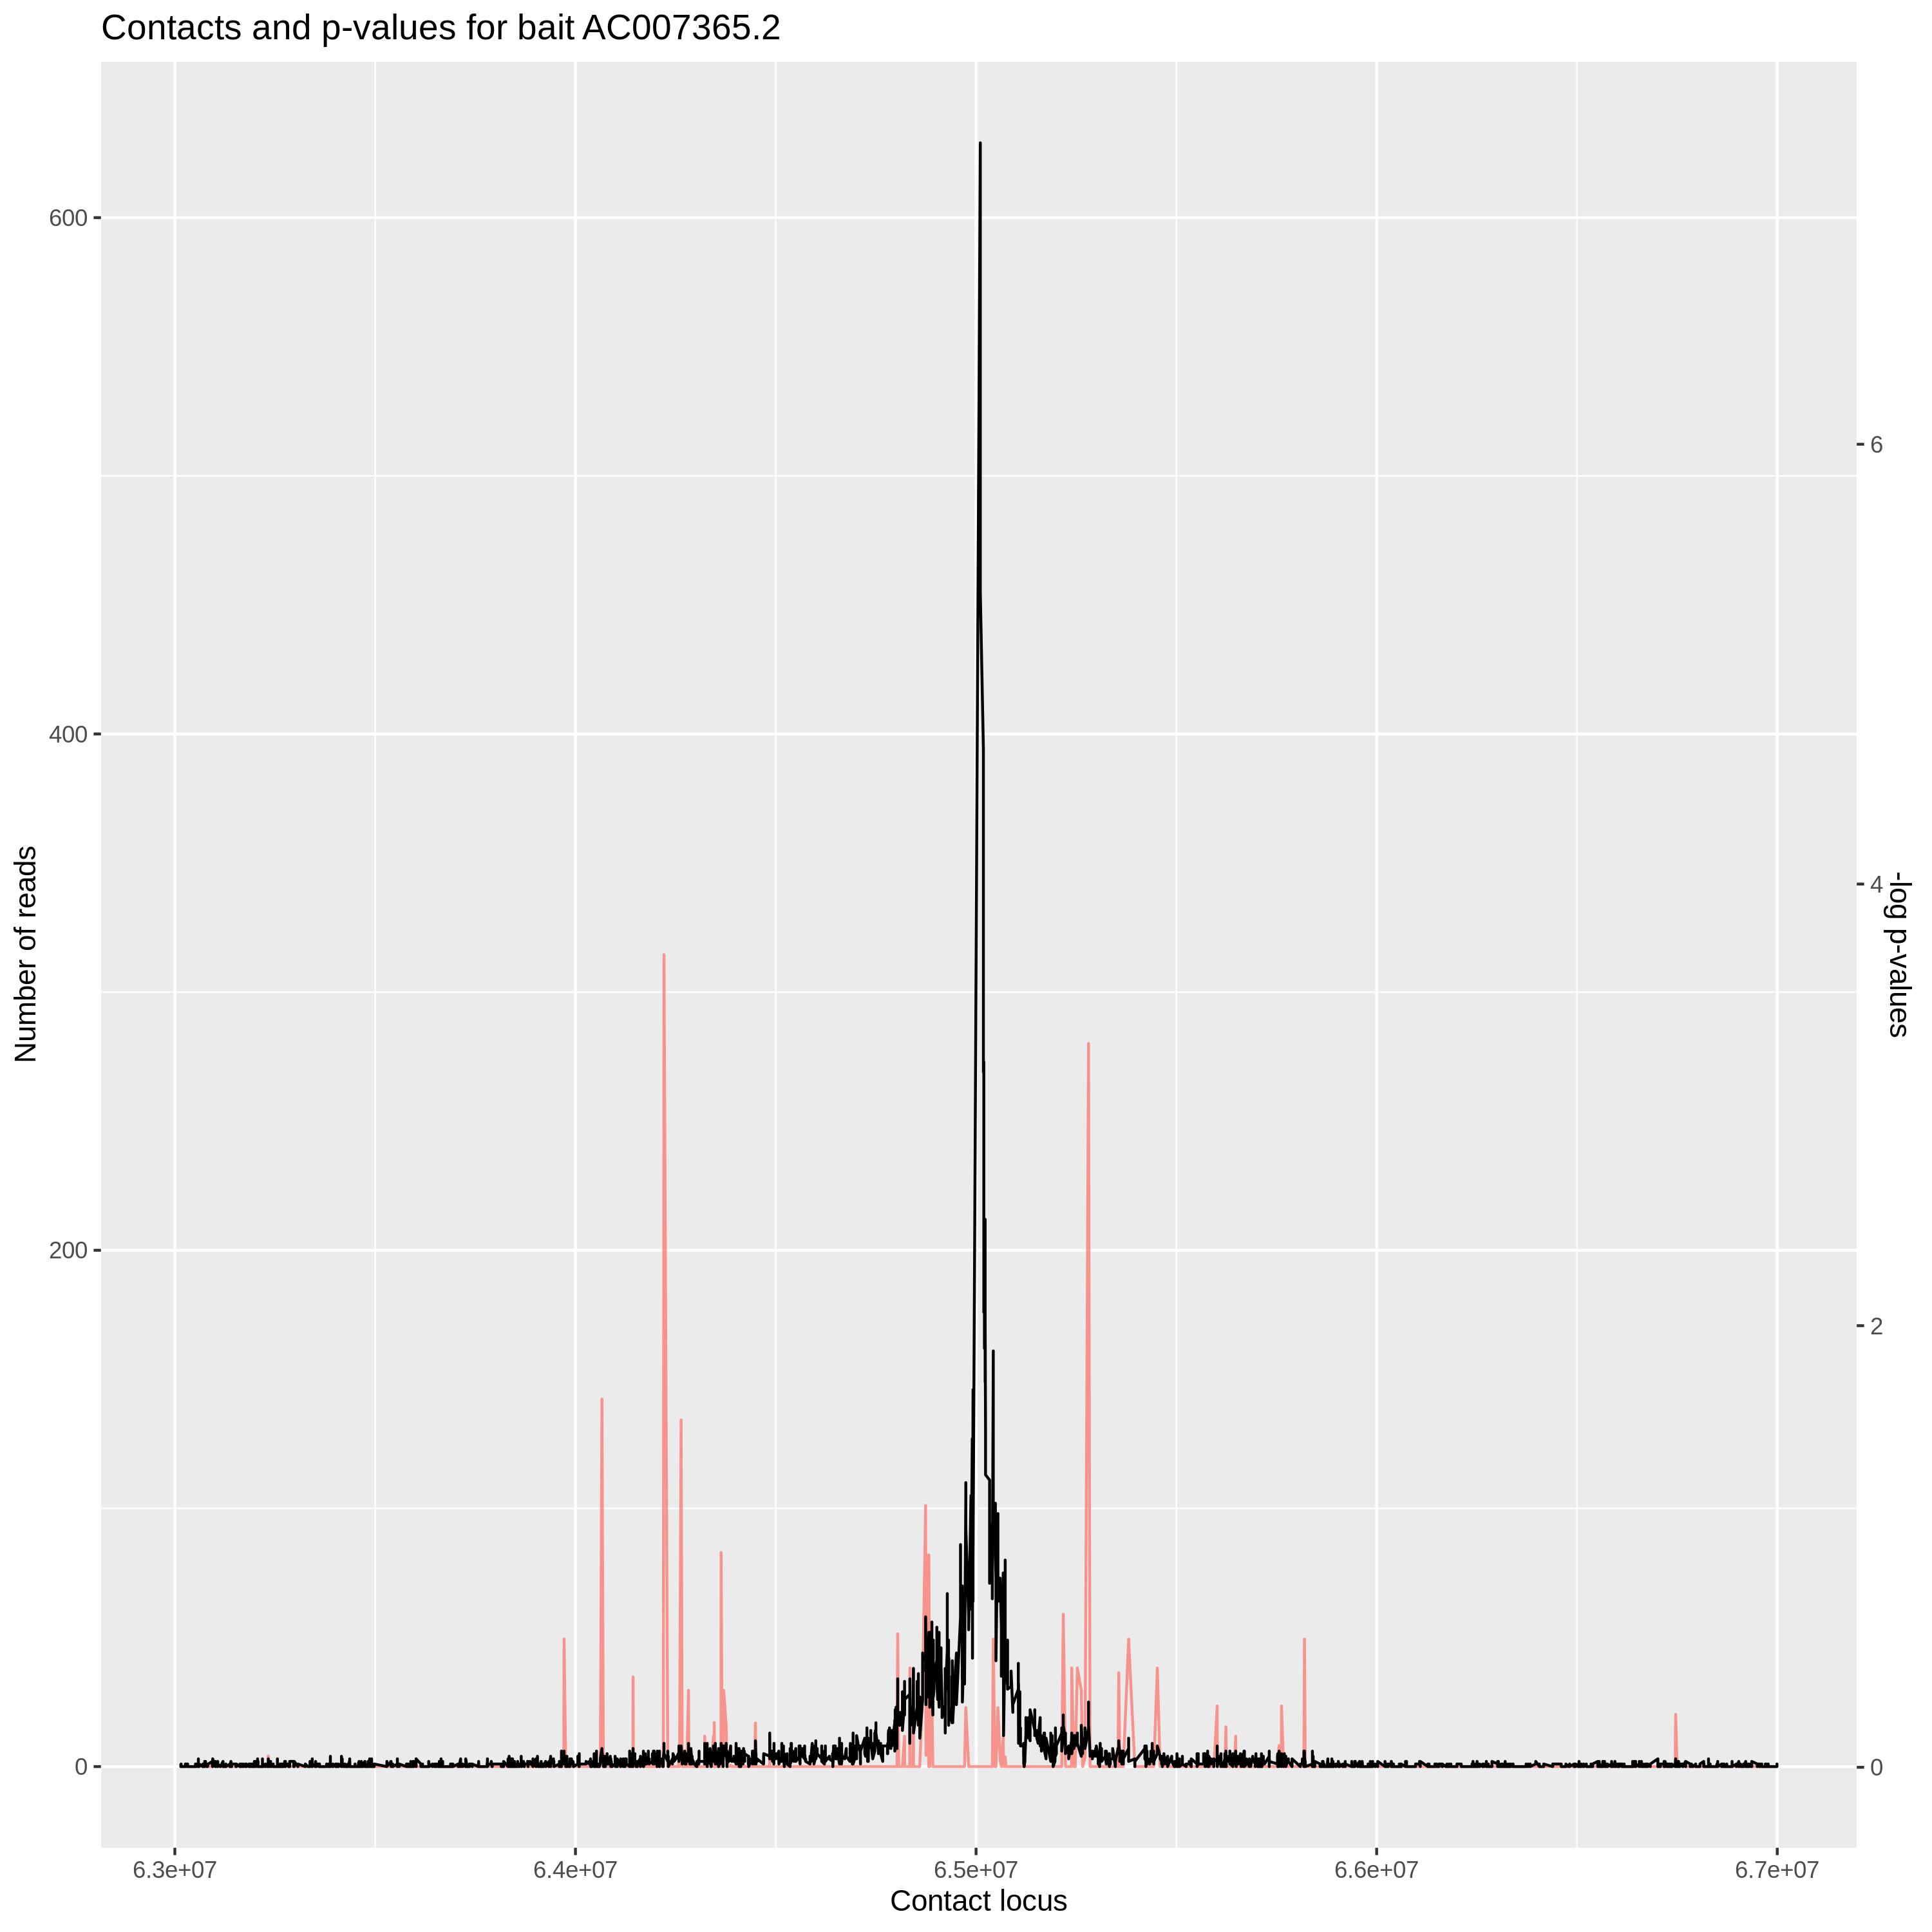 Contacts and p-values for bait AC007365.2
600
400
200
0
Number of reads
6
4
2
0
-log p-values
6.3e+07 6.4e+07 6.5e+07 6.6e+07 6.7e+07
Contact locus